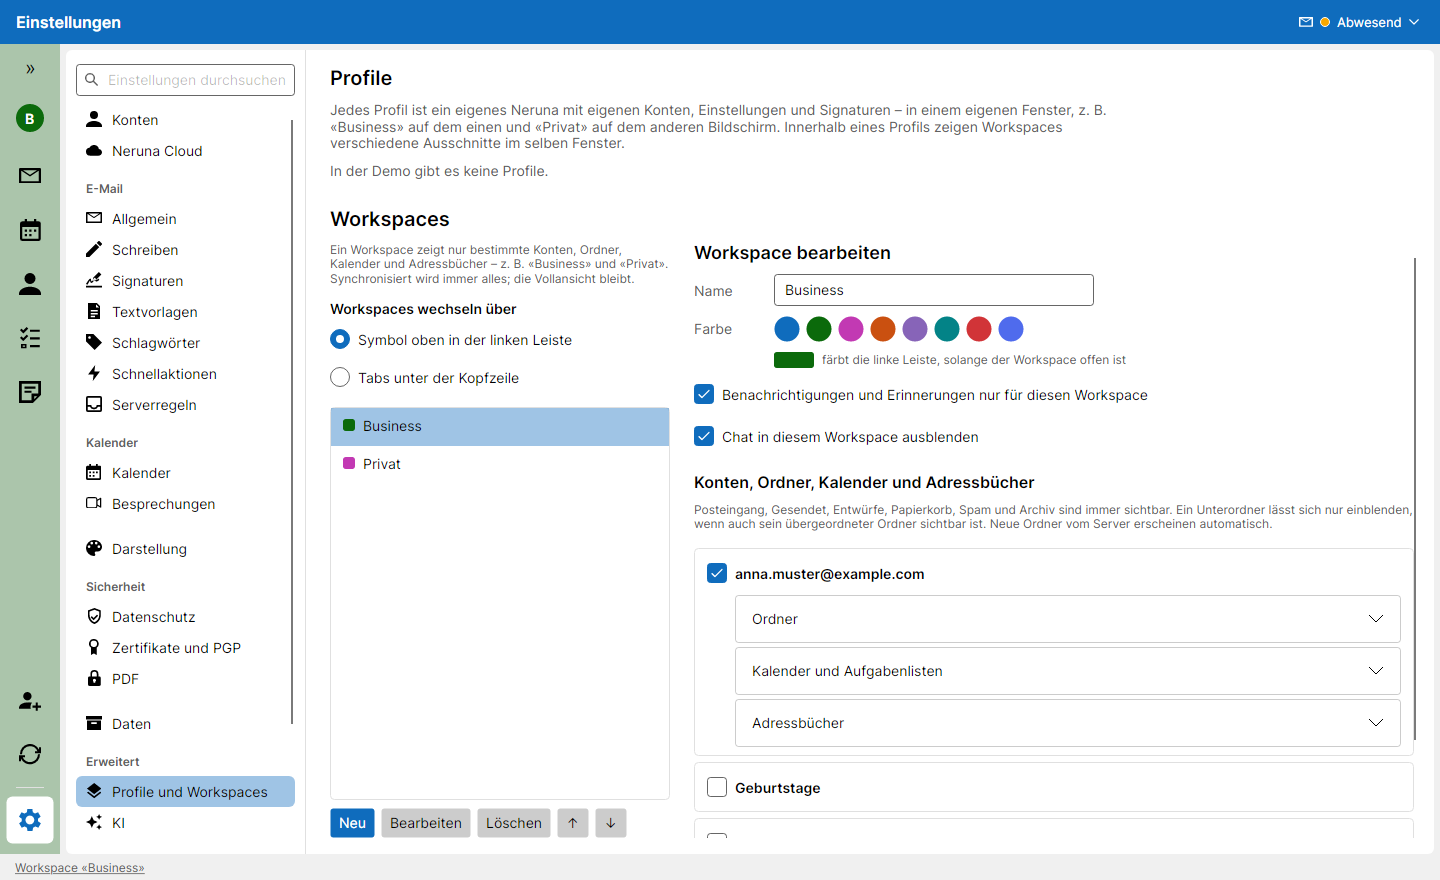 Einstellungen
Abwesend
»
B
Einstellungen durchsuchen
Konten
Neruna Cloud
E-Mail
Allgemein
Schreiben
Signaturen
Textvorlagen
Schlagwörter
Schnellaktionen
Serverregeln
Kalender
Kalender
Besprechungen
Darstellung
Sicherheit
Datenschutz
Zertifikate und PGP
PDF
Daten
Erweitert
Profile und Workspaces
KI
Profile
Jedes Profil ist ein eigenes Neruna mit eigenen Konten, Einstellungen und Signaturen – in einem eigenen Fenster, z. B.
«Business» auf dem einen und «Privat» auf dem anderen Bildschirm. Innerhalb eines Profils zeigen Workspaces
verschiedene Ausschnitte im selben Fenster.
In der Demo gibt es keine Profile.
Workspaces
Ein Workspace zeigt nur bestimmte Konten, Ordner,
Kalender und Adressbücher – z. B. «Business» und «Privat».
Synchronisiert wird immer alles; die Vollansicht bleibt.
Workspaces wechseln über
Symbol oben in der linken Leiste
Tabs unter der Kopfzeile
Business
Privat
Neu
Bearbeiten
Löschen
↑
↓
Workspace bearbeiten
Name
Business
Farbe
färbt die linke Leiste, solange der Workspace offen ist
Benachrichtigungen und Erinnerungen nur für diesen Workspace
Chat in diesem Workspace ausblenden
Konten, Ordner, Kalender und Adressbücher
Posteingang, Gesendet, Entwürfe, Papierkorb, Spam und Archiv sind immer sichtbar. Ein Unterordner lässt sich nur einblenden,
wenn auch sein übergeordneter Ordner sichtbar ist. Neue Ordner vom Server erscheinen automatisch.
anna.muster@example.com
Ordner
Kalender und Aufgabenlisten
Adressbücher
Geburtstage
Workspace «Business»